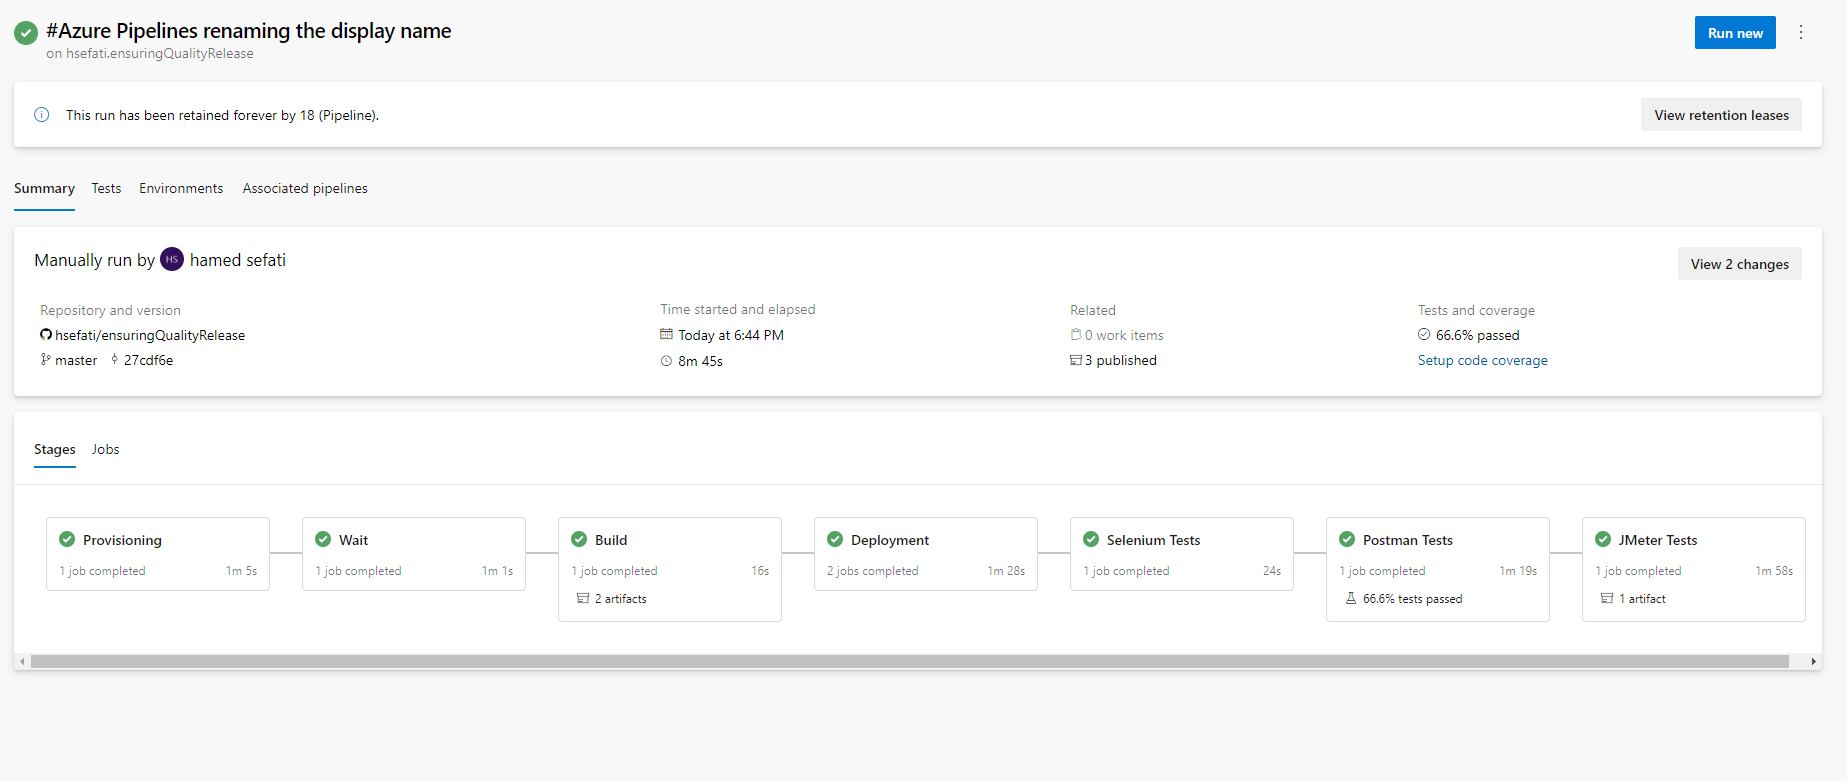 #Azure Pipelines renaming the display name
Run new
on hsefati.ensuringQualityRelease
This run has been retained forever by 18 (Pipeline).
View retention leases
Summary Tests Environments Associated pipelines
Manually run by HS hamed sefati
View 2 changes
Repository and version
hsefati/ensuringQualityRelease
master 27cdf6e
Time started and elapsed
Today at 6:44 PM
8m 45s
Related
0 work items
3 published
Tests and coverage
66.6% passed
Setup code coverage
Stages Jobs
Provisioning
1 job completed 1m 5s
Wait
1 job completed 1m 1s
Build
1 job completed 16s
2 artifacts
Deployment
2 jobs completed 1m 28s
Selenium Tests
1 job completed 24s
Postman Tests
1 job completed 1m 19s
66.6% tests passed
JMeter Tests
1 job completed 1m 58s
1 artifact